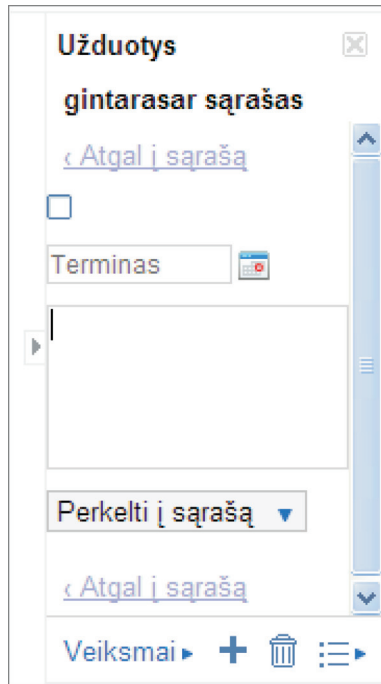 Užduotys
gintarasar sąrašas
‹ Atgal į sąrašą
Terminas
Perkelti į sąrašą
‹ Atgal į sąrašą
Veiksmai